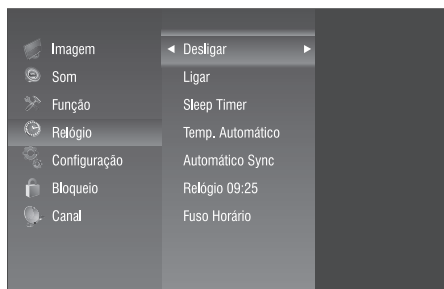 Imagem
Som
Função
Relógio
Configuração
Bloqueio
Canal
Desligar
Ligar
Sleep Timer
Temp. Automático
Automático Sync
Relógio 09:25
Fuso Horário